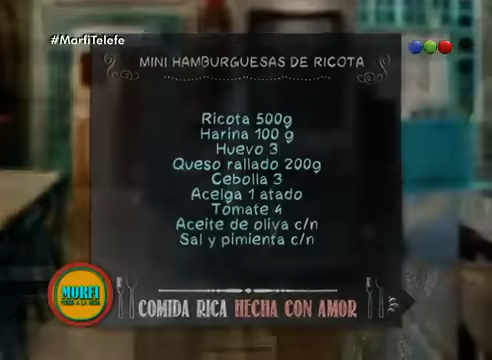 #MorfiTelefe
MINI HAMBURGUESAS DE RICOTA
Ricota 500g
Harina 100 g
Huevo 3
Queso rallado 200g
Cebolla 3
Acelga 1 atado
Tomate 4
Aceite de oliva c/n
Sal y pimienta c/n
MORFI
COMIDA RICA HECHA CON AMOR